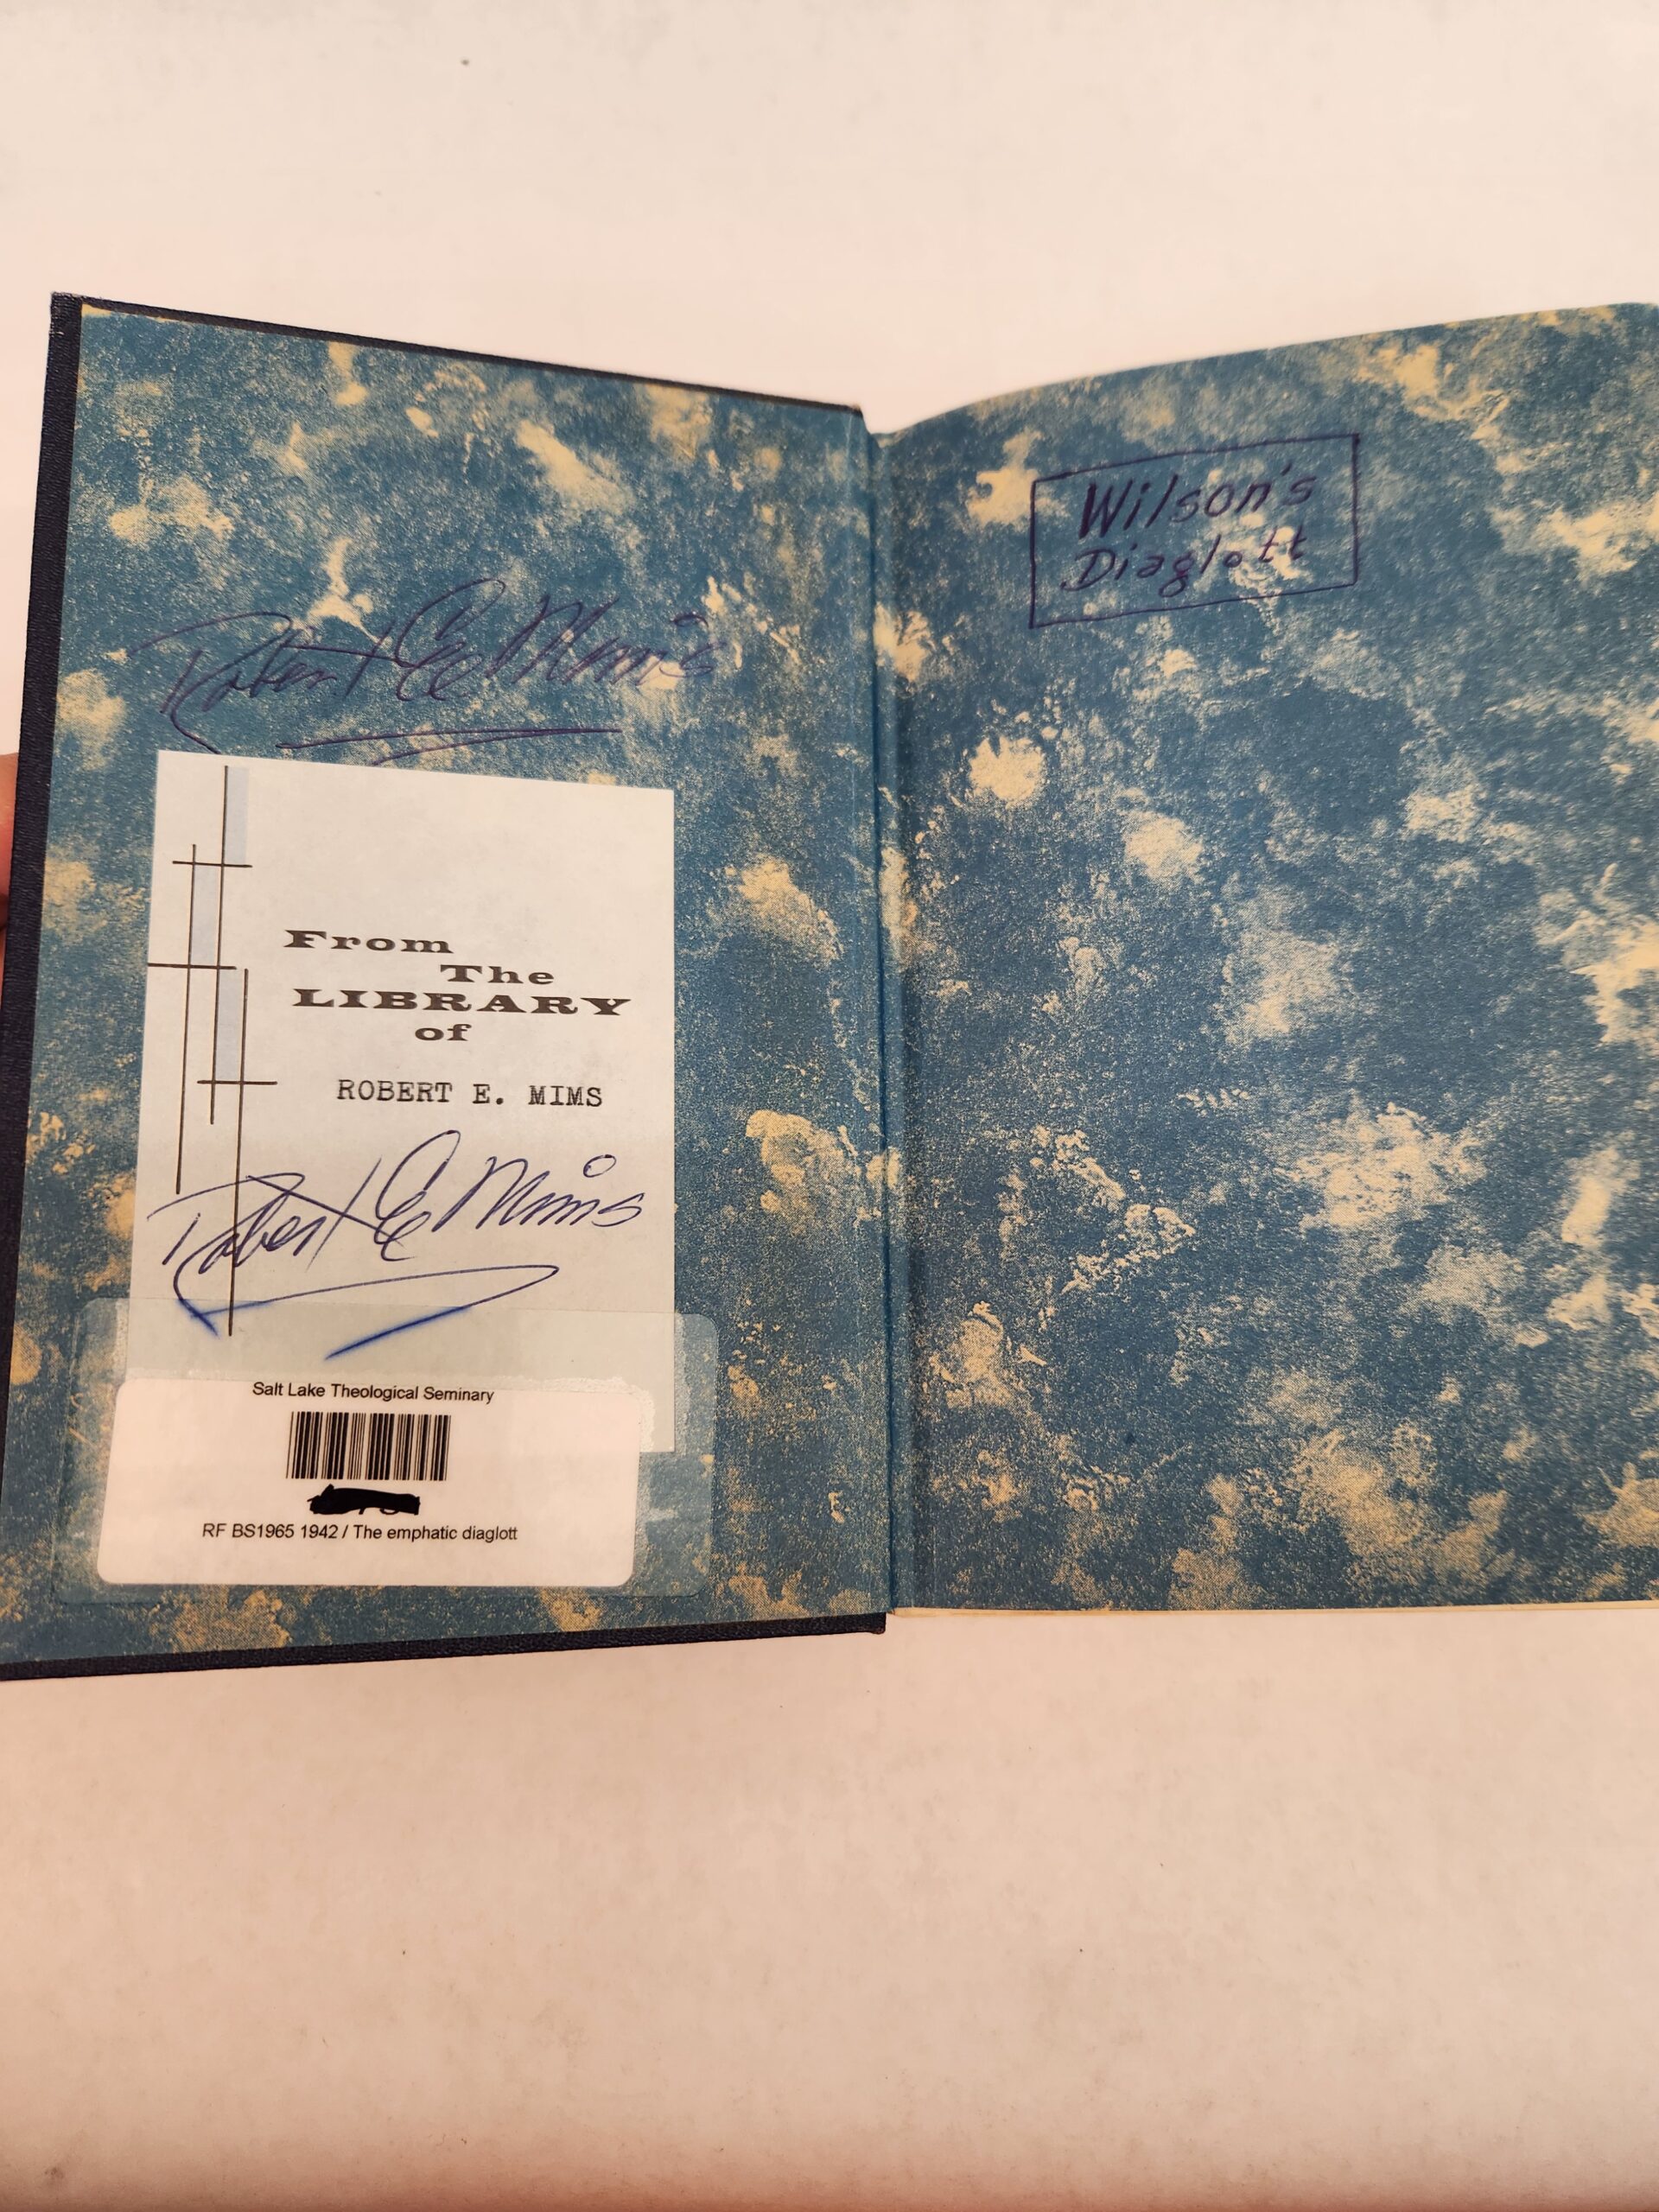 Robert E Mims
From
The
LIBRARY
of
ROBERT E. MIMS
Robert E Mims
Salt Lake Theological Seminary
RF BS1965 1942 / The emphatic diaglott
Wilson's
Diaglott